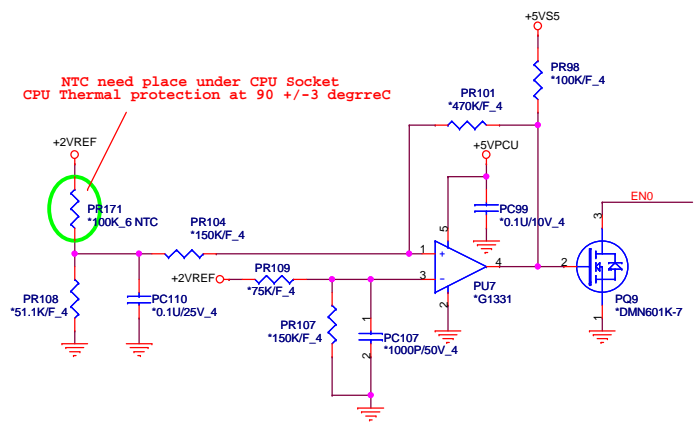 +5VS5
PR98
*100K/F_4
NTC need place under CPU Socket
CPU Thermal protection at 90 +/-3 degrreC
PR101
*470K/F_4
+2VREF
+5VPCU
EN0
PR171
*100K_6 NTC
PC99
*0.1U/10V_4
5
3
PR104
*150K/F_4
1
+
4
2
+2VREF
PR109
3
-
*75K/F_4
PU7
*G1331
PR108
*51.1K/F_4
PC110
*0.1U/25V_4
2
PQ9
*DMN601K-7
1
PR107
*150K/F_4
1
PC107
*1000P/50V_4
2